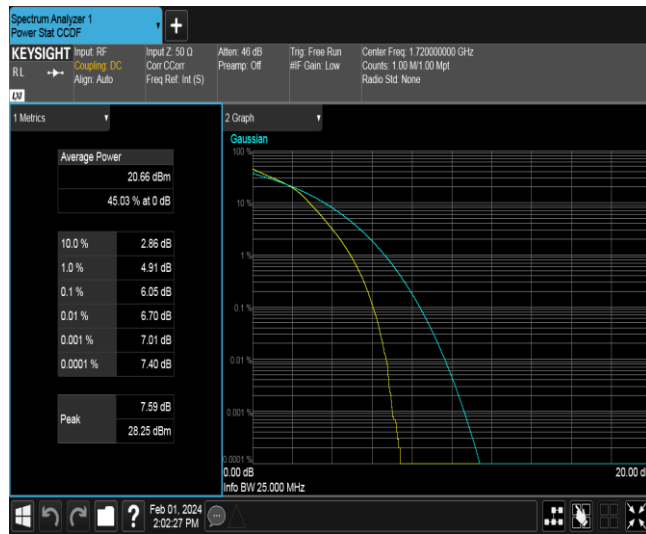 Spectrum Analyzer 1
Power Stat CCDF
+
KEYSIGHT
RL
LXI
Input: RF
Coupling: DC
Align: Auto
Input Z: 50 Ω
Corr CCorr
Freq Ref: Int (S)
Atten: 46 dB
Preamp: Off
Trig: Free Run
#IF Gain: Low
Center Freq: 1.720000000 GHz
Counts: 1.00 M/1.00 Mpt
Radio Std: None
1 Metrics
Average Power
20.66 dBm
45.03 % at 0 dB
10.0 % 2.86 dB
1.0 % 4.91 dB
0.1 % 6.05 dB
0.01 % 6.70 dB
0.001 % 7.01 dB
0.0001 % 7.40 dB
Peak
7.59 dB
28.25 dBm
2 Graph
Gaussian
100 %
10 %
1 %
0.1 %
0.01 %
0.001 %
0.0001 %
0.00 dB
20.00 d
Info BW 25.000 MHz
?
Feb 01, 2024
2:02:27 PM